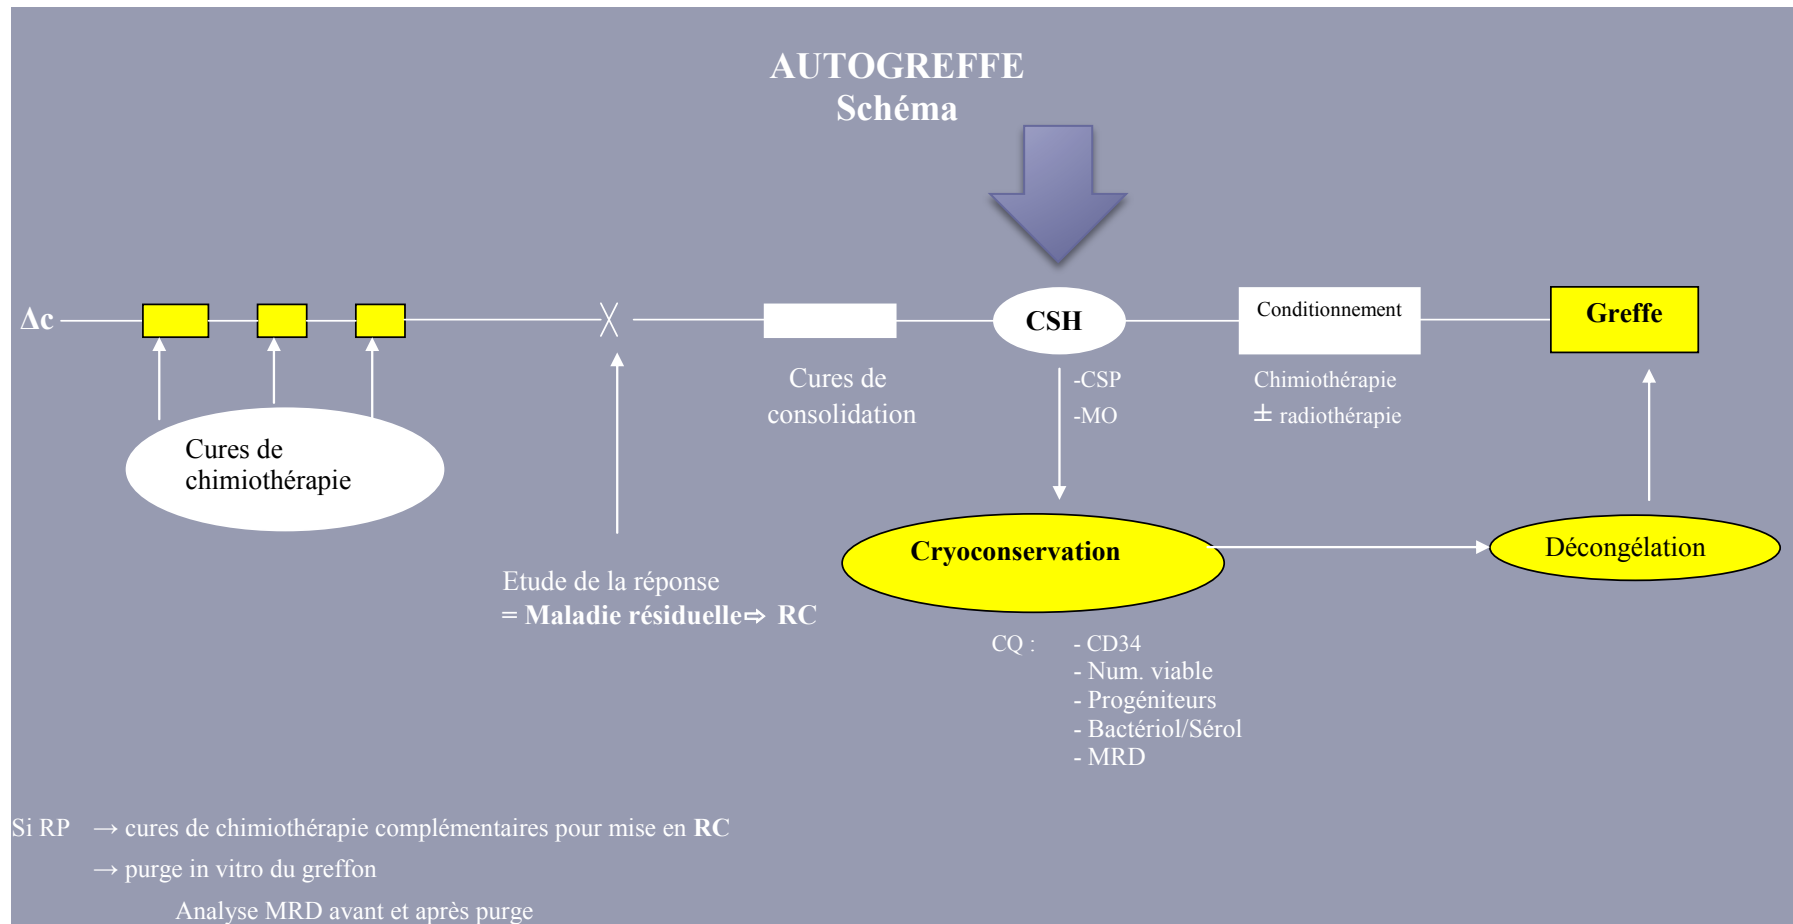 AUTOGREFFE
Schéma
Δc
CSH
Conditionnement
Greffe
Cures de
consolidation
-CSP
-MO
Chimiothérapie
± radiothérapie
Cures de
chimiothérapie
Cryoconservation
Décongélation
Etude de la réponse
= Maladie résiduelle⇨ RC
CQ : - CD34
- Num. viable
- Progéniteurs
- Bactériol/Sérol
- MRD
Si RP → cures de chimiothérapie complémentaires pour mise en RC
→ purge in vitro du greffon
Analyse MRD avant et après purge